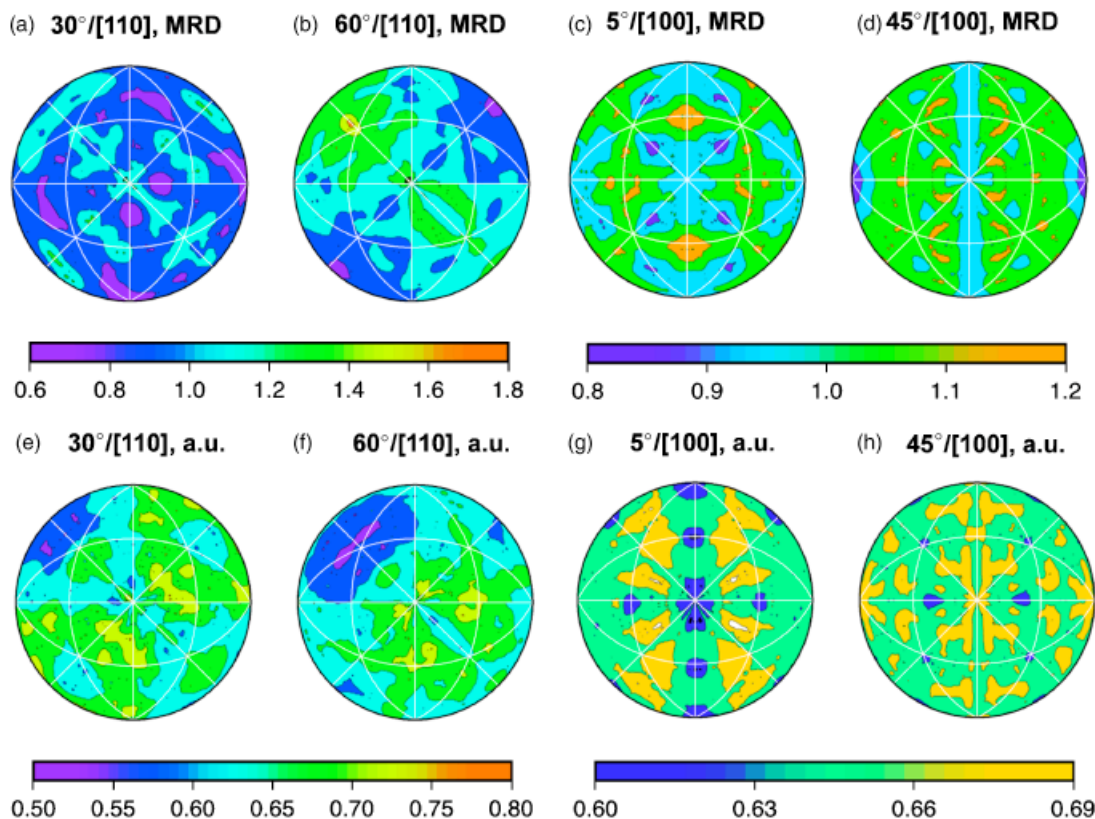 (a) 30°/[110], MRD (b) 60°/[110], MRD (c) 5°/[100], MRD (d) 45°/[100], MRD
0.6 0.8 1.0 1.2 1.4 1.6 1.8 0.8 0.9 1.0 1.1 1.2
(e) 30°/[110], a.u. (f) 60°/[110], a.u. (g) 5°/[100], a.u. (h) 45°/[100], a.u.
0.50 0.55 0.60 0.65 0.70 0.75 0.80 0.60 0.63 0.66 0.69